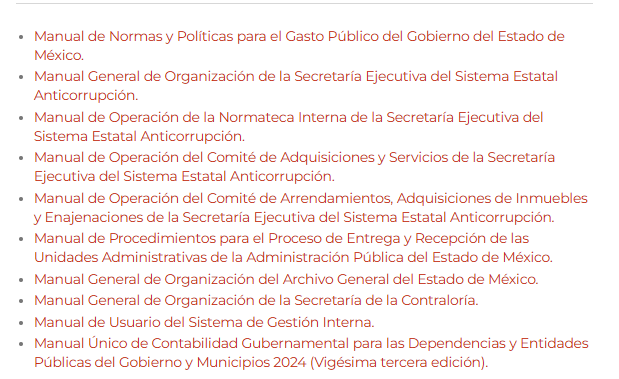 Manual de Normas y Políticas para el Gasto Público del Gobierno del Estado de
México.
Manual General de Organización de la Secretaría Ejecutiva del Sistema Estatal
Anticorrupción.
Manual de Operación de la Normateca Interna de la Secretaría Ejecutiva del
Sistema Estatal Anticorrupción.
Manual de Operación del Comité de Adquisiciones y Servicios de la Secretaría
Ejecutiva del Sistema Estatal Anticorrupción.
Manual de Operación del Comité de Arrendamientos, Adquisiciones de Inmuebles
y Enajenaciones de la Secretaría Ejecutiva del Sistema Estatal Anticorrupción.
Manual de Procedimientos para el Proceso de Entrega y Recepción de las
Unidades Administrativas de la Administración Pública del Estado de México.
Manual General de Organización del Archivo General del Estado de México.
Manual General de Organización de la Secretaría de la Contraloría.
Manual de Usuario del Sistema de Gestión Interna.
Manual Único de Contabilidad Gubernamental para las Dependencias y Entidades
Públicas del Gobierno y Municipios 2024 (Vigésima tercera edición).